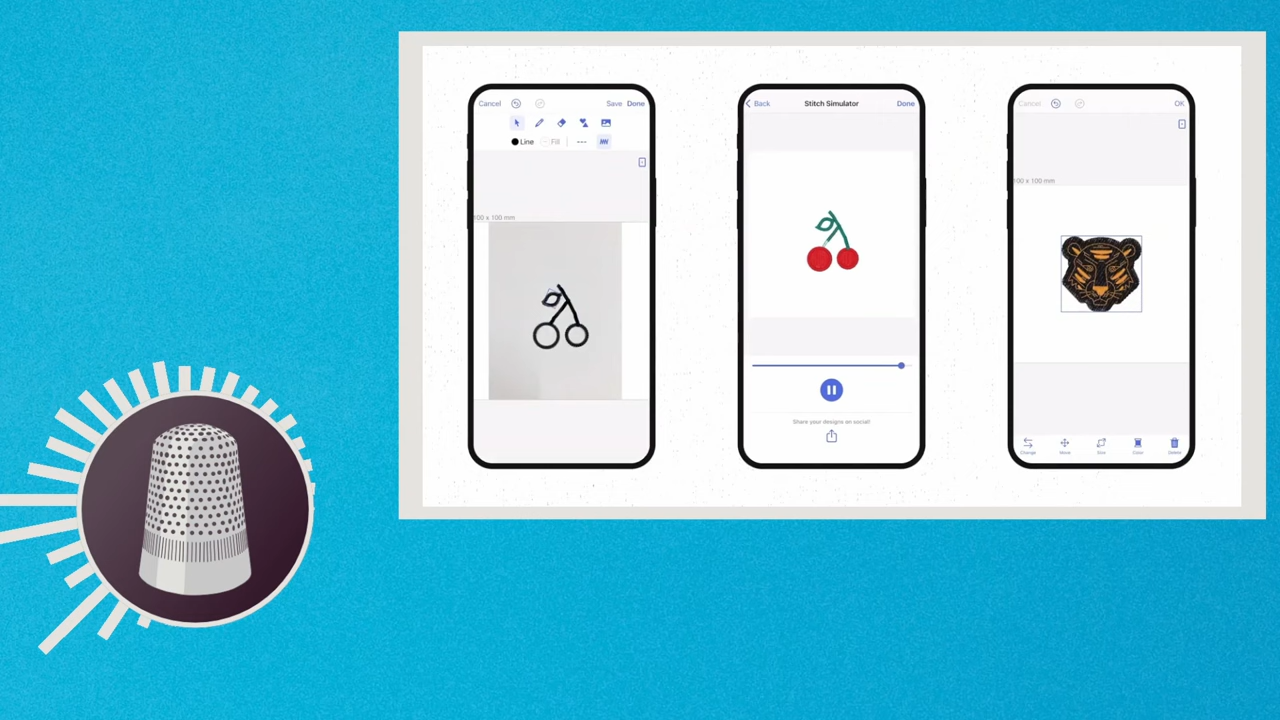 Cancel Save Done
Line Fill
100 x 100 mm
Back Stitch Simulator Done
Share your designs on social!
Cancel OK
100 x 100 mm
Change Move Size Color Delete